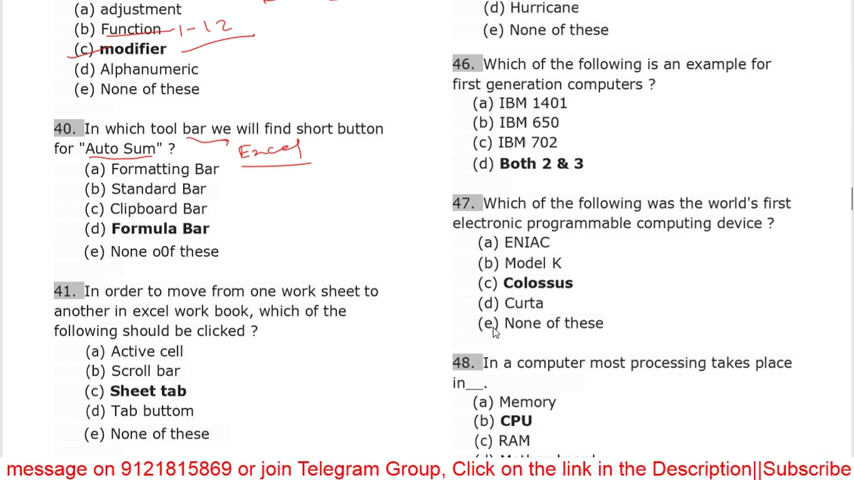 (a) adjustment
(b) Function 1-12
(c) modifier
(d) Alphanumeric
(e) None of these
40. In which tool bar we will find short button
for "Auto Sum" ?
Excel
(a) Formatting Bar
(b) Standard Bar
(c) Clipboard Bar
(d) Formula Bar
(e) None o0f these
41. In order to move from one work sheet to
another in excel work book, which of the
following should be clicked ?
(a) Active cell
(b) Scroll bar
(c) Sheet tab
(d) Tab buttom
(e) None of these
(d) Hurricane
(e) None of these
46. Which of the following is an example for
first generation computers ?
(a) IBM 1401
(b) IBM 650
(c) IBM 702
(d) Both 2 & 3
47. Which of the following was the world's first
electronic programmable computing device ?
(a) ENIAC
(b) Model K
(c) Colossus
(d) Curta
(e) None of these
48. In a computer most processing takes place
in__.
(a) Memory
(b) CPU
(c) RAM
message on 9121815869 or join Telegram Group, Click on the link in the Description||Subscribe